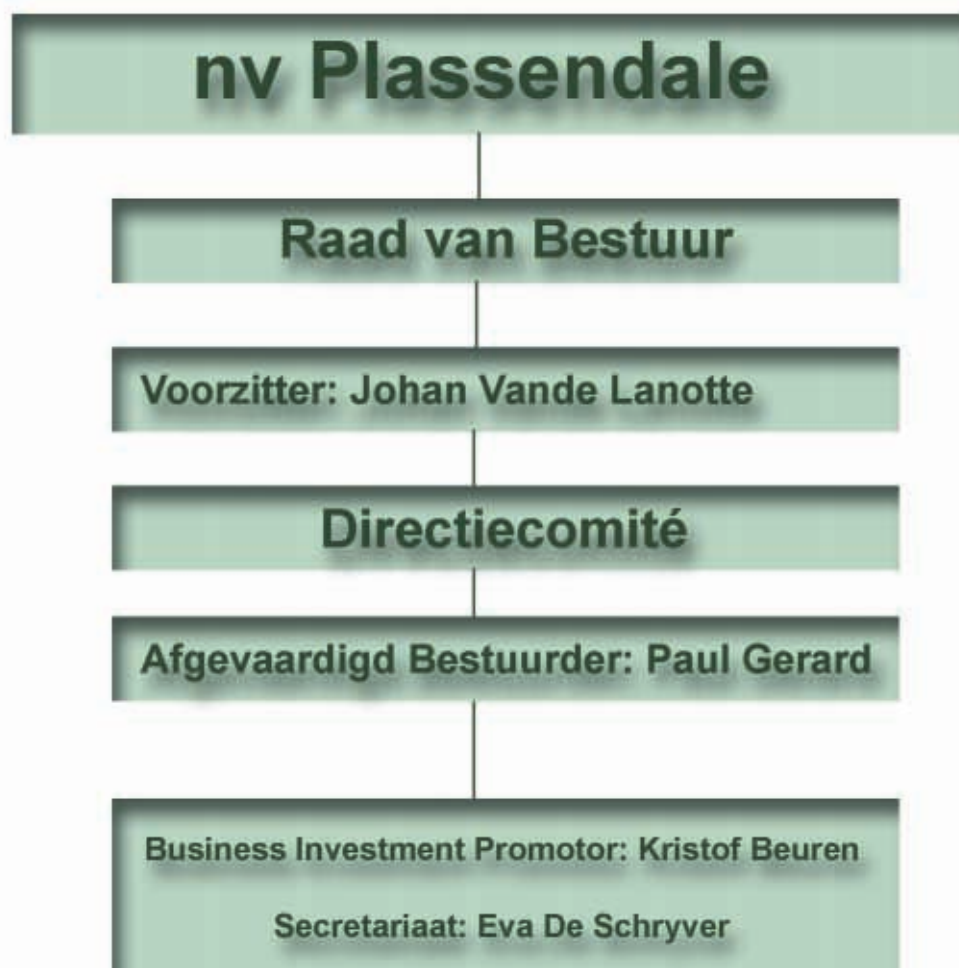 nv Plassendale
Raad van Bestuur
Voorzitter: Johan Vande Lanotte
Directiecomité
Afgevaardigd Bestuurder: Paul Gerard
Business Investment Promotor: Kristof Beuren
Secretariaat: Eva De Schryver